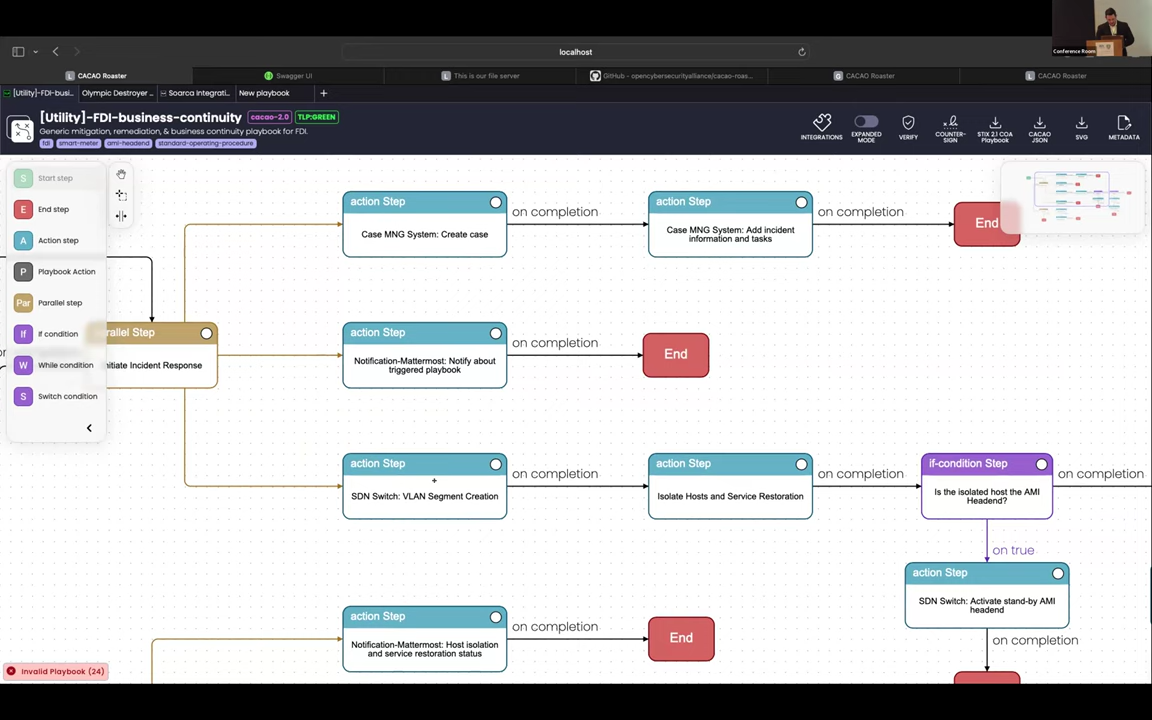 Conference Room
localhost
CACAO Roaster
Swagger UI
This is our file server
GitHub - opencybersecurityalliance/cacao-roas...
CACAO Roaster
CACAO Roaster
[Utility]-FDI-busi...
Olympic Destroyer ...
Soarca Integrati...
New playbook
[Utility]-FDI-business-continuity
cacao-2.0
TLP:GREEN
Generic mitigation, remediation, & business continuity playbook for FDI.
fdi
smart-meter
ami-headend
standard-operating-procedure
INTEGRATIONS
EXPANDED
MODE
VERIFY
COUNTER-
SIGN
STIX 2.1 COA
Playbook
CACAO
JSON
SVG
METADATA
S
Start step
E
End step
A
Action step
P
Playbook Action
Par
Parallel step
If
If condition
W
While condition
S
Switch condition
action Step
Case MNG System: Create case
on completion
action Step
Case MNG System: Add incident
information and tasks
on completion
End
rallel Step
nitiate Incident Response
action Step
Notification-Mattermost: Notify about
triggered playbook
on completion
End
action Step
SDN Switch: VLAN Segment Creation
on completion
action Step
Isolate Hosts and Service Restoration
on completion
if-condition Step
Is the isolated host the AMI
Headend?
on completion
on true
action Step
SDN Switch: Activate stand-by AMI
headend
on completion
action Step
Notification-Mattermost: Host isolation
and service restoration status
on completion
End
Invalid Playbook (24)